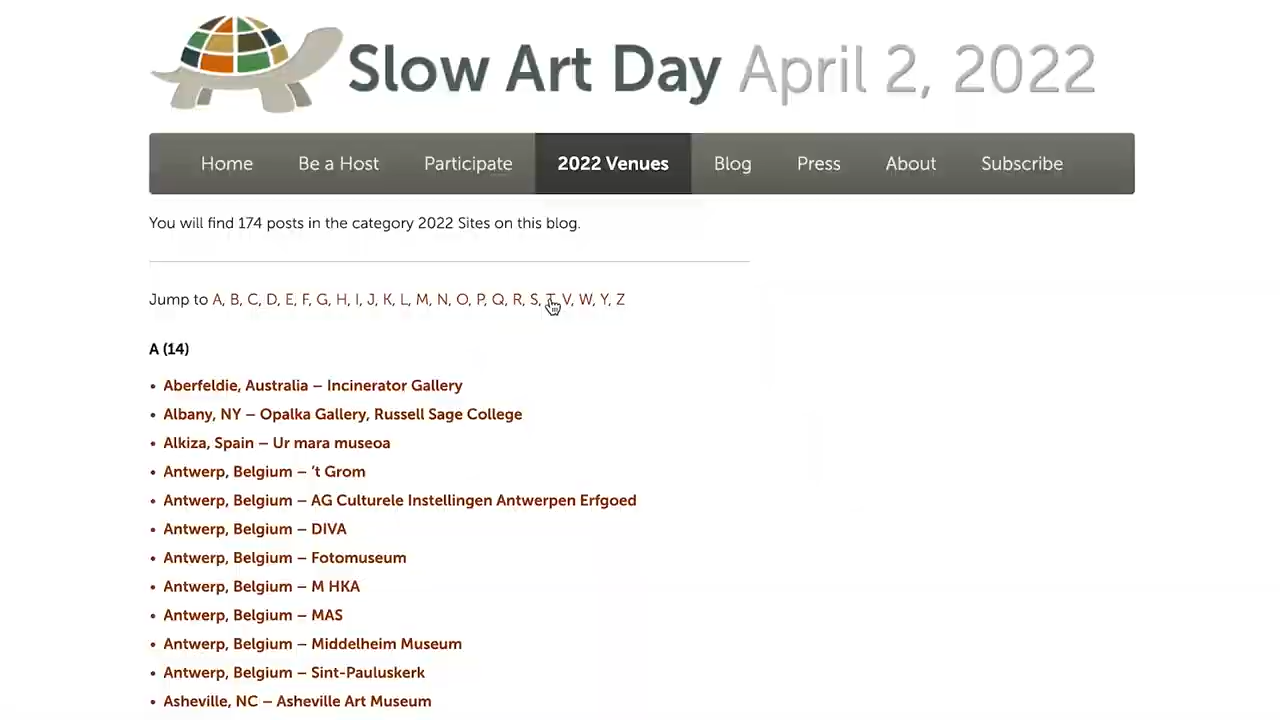 Slow Art Day April 2, 2022
Home Be a Host Participate 2022 Venues Blog Press About Subscribe
You will find 174 posts in the category 2022 Sites on this blog.
Jump to A, B, C, D, E, F, G, H, I, J, K, L, M, N, O, P, Q, R, S, T, V, W, Y, Z
A (14)
• Aberfeldie, Australia – Incinerator Gallery
• Albany, NY – Opalka Gallery, Russell Sage College
• Alkiza, Spain – Ur mara museoa
• Antwerp, Belgium – ’t Grom
• Antwerp, Belgium – AG Culturele Instellingen Antwerpen Erfgoed
• Antwerp, Belgium – DIVA
• Antwerp, Belgium – Fotomuseum
• Antwerp, Belgium – M HKA
• Antwerp, Belgium – MAS
• Antwerp, Belgium – Middelheim Museum
• Antwerp, Belgium – Sint-Pauluskerk
• Asheville, NC – Asheville Art Museum